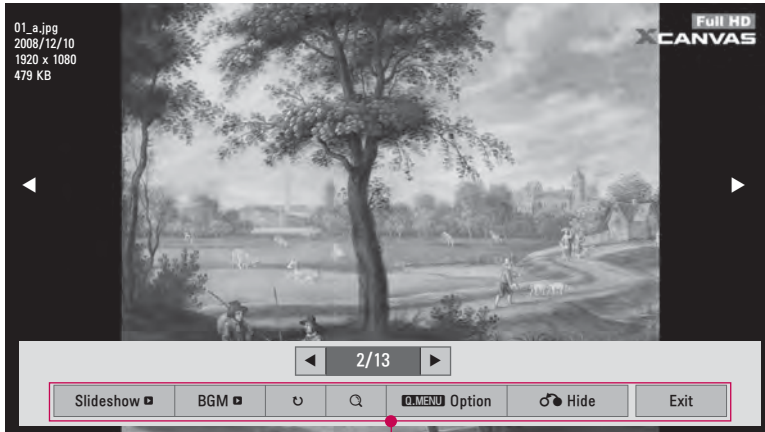 01_a.jpg
2008/12/10
1920 x 1080
479 KB
Full HD
XCANVAS
2/13
Slideshow
BGM
Q.MENU Option
Hide
Exit